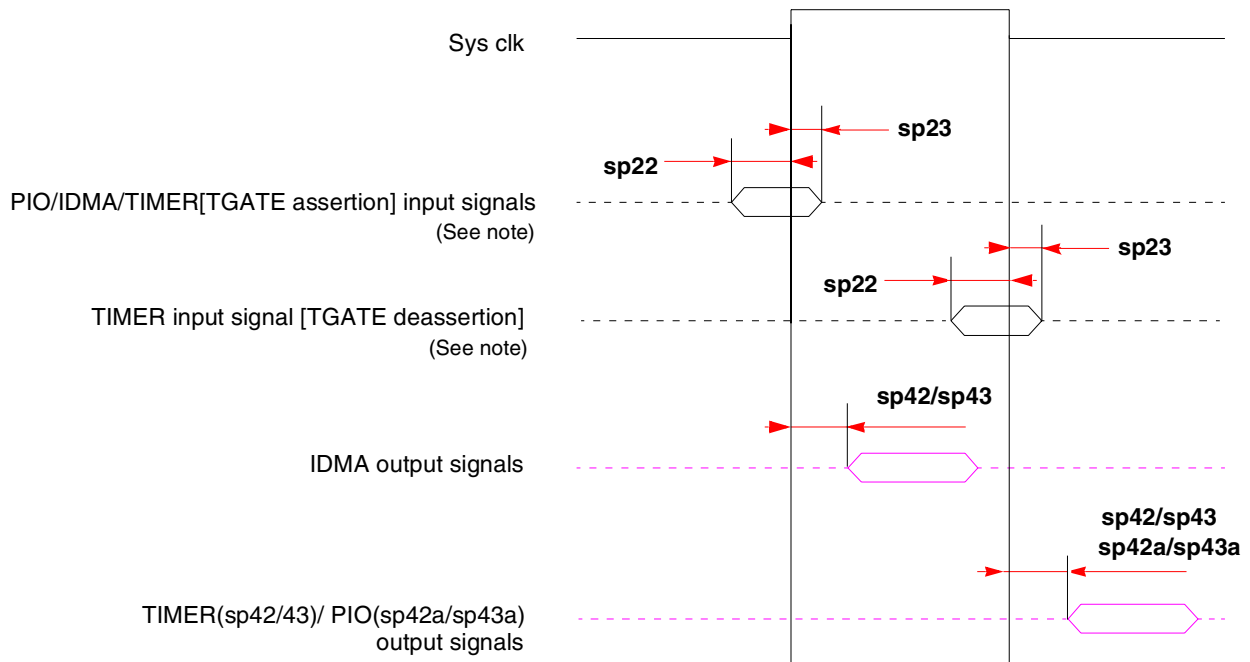 Sys clk
sp23
sp22
PIO/IDMA/TIMER[TGATE assertion] input signals
(See note)
sp23
sp22
TIMER input signal [TGATE deassertion]
(See note)
sp42/sp43
IDMA output signals
sp42/sp43
sp42a/sp43a
TIMER(sp42/43)/ PIO(sp42a/sp43a)
output signals